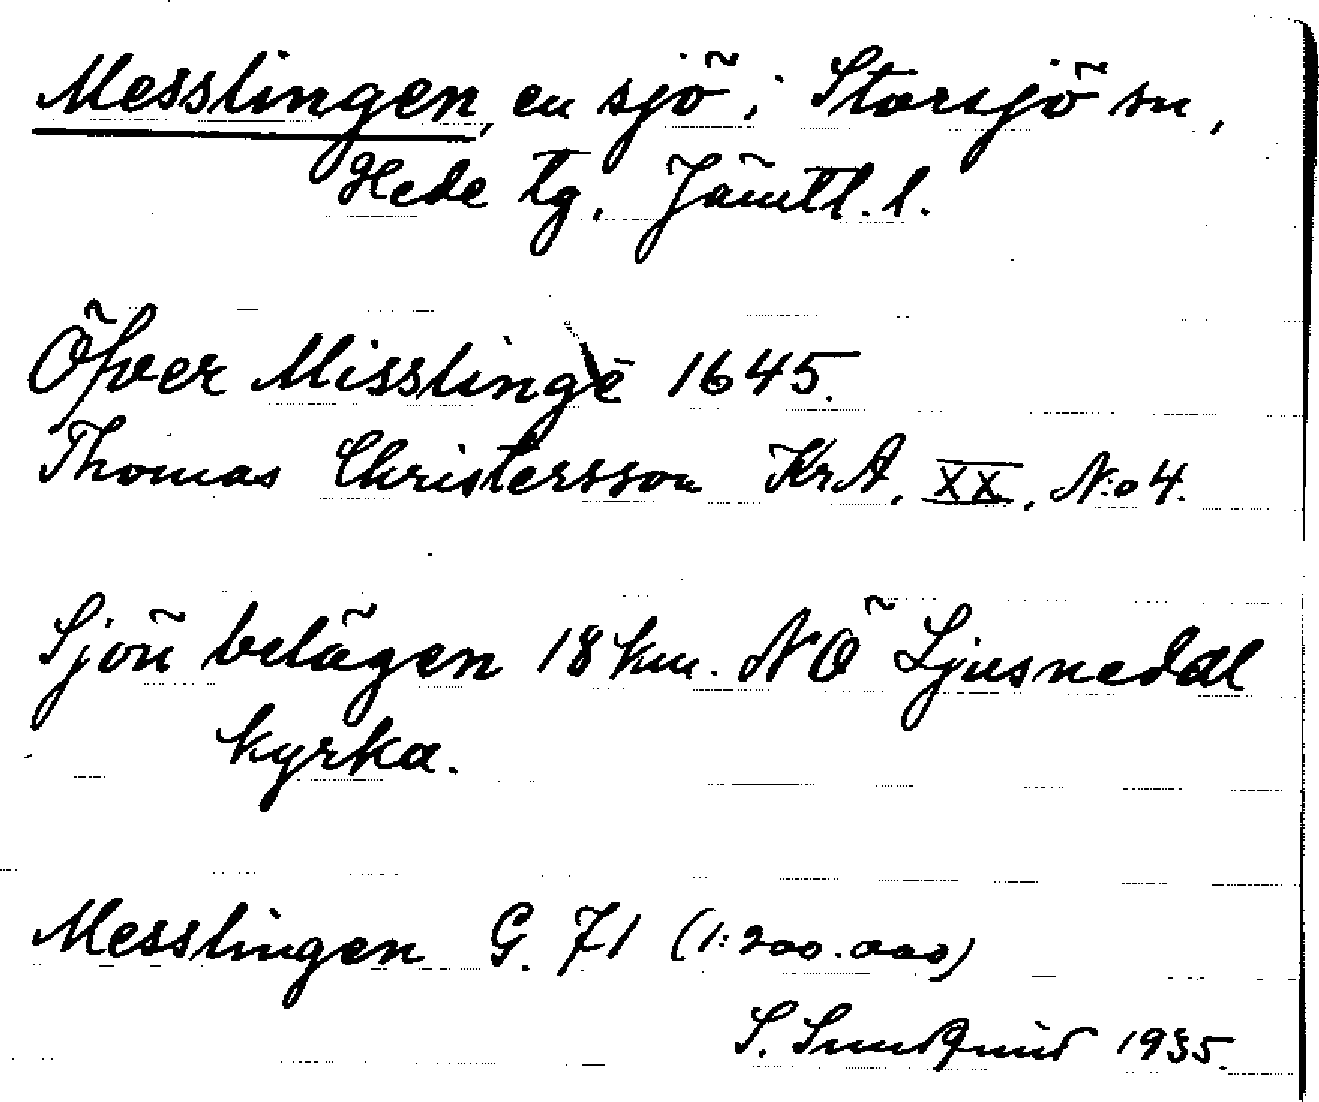 Messlingen, en sjö i Storsjö sn,
Hede tg, Jämtl. l.
Öfver Misslinge 1645.
Thomas Christersson KrA, XX, N:o 4.
Sjön belägen 18 km. NÖ Ljusnedal
kyrka.
Messlingen G. 71 (1:200.000)
S. Sundquist 1935.